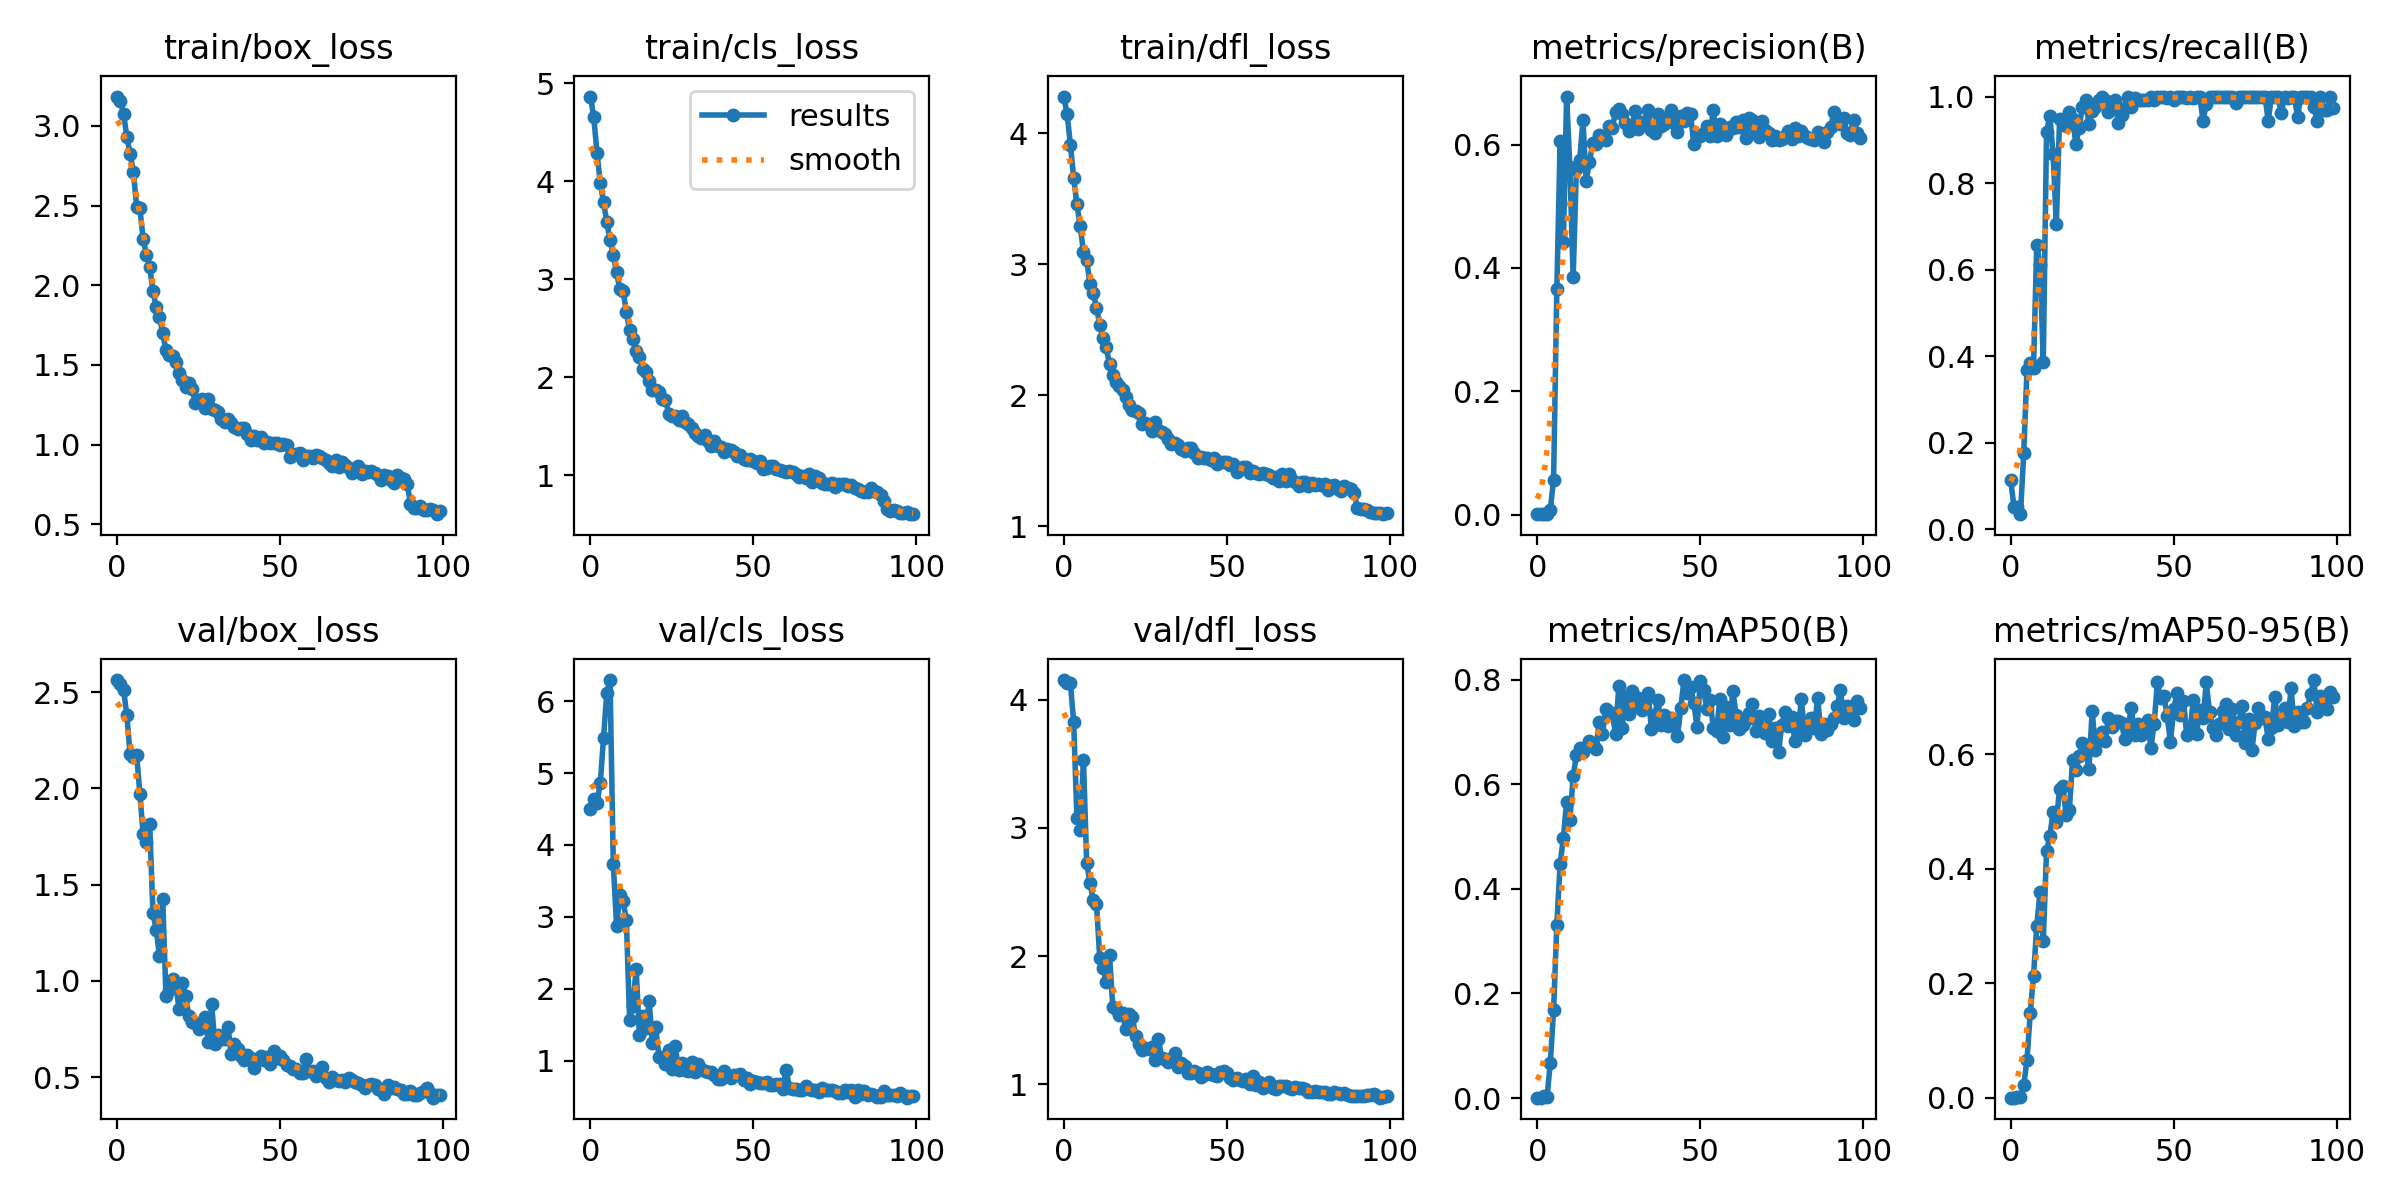 train/box_loss
3.0
2.5
2.0
1.5
1.0
0.5
0 50 100
train/cls_loss
results
smooth
5
4
3
2
1
0 50 100
train/dfl_loss
4
3
2
1
0 50 100
metrics/precision(B)
0.6
0.4
0.2
0.0
0 50 100
metrics/recall(B)
1.0
0.8
0.6
0.4
0.2
0.0
0 50 100
val/box_loss
2.5
2.0
1.5
1.0
0.5
0 50 100
val/cls_loss
6
5
4
3
2
1
0 50 100
val/dfl_loss
4
3
2
1
0 50 100
metrics/mAP50(B)
0.8
0.6
0.4
0.2
0.0
0 50 100
metrics/mAP50-95(B)
0.6
0.4
0.2
0.0
0 50 100